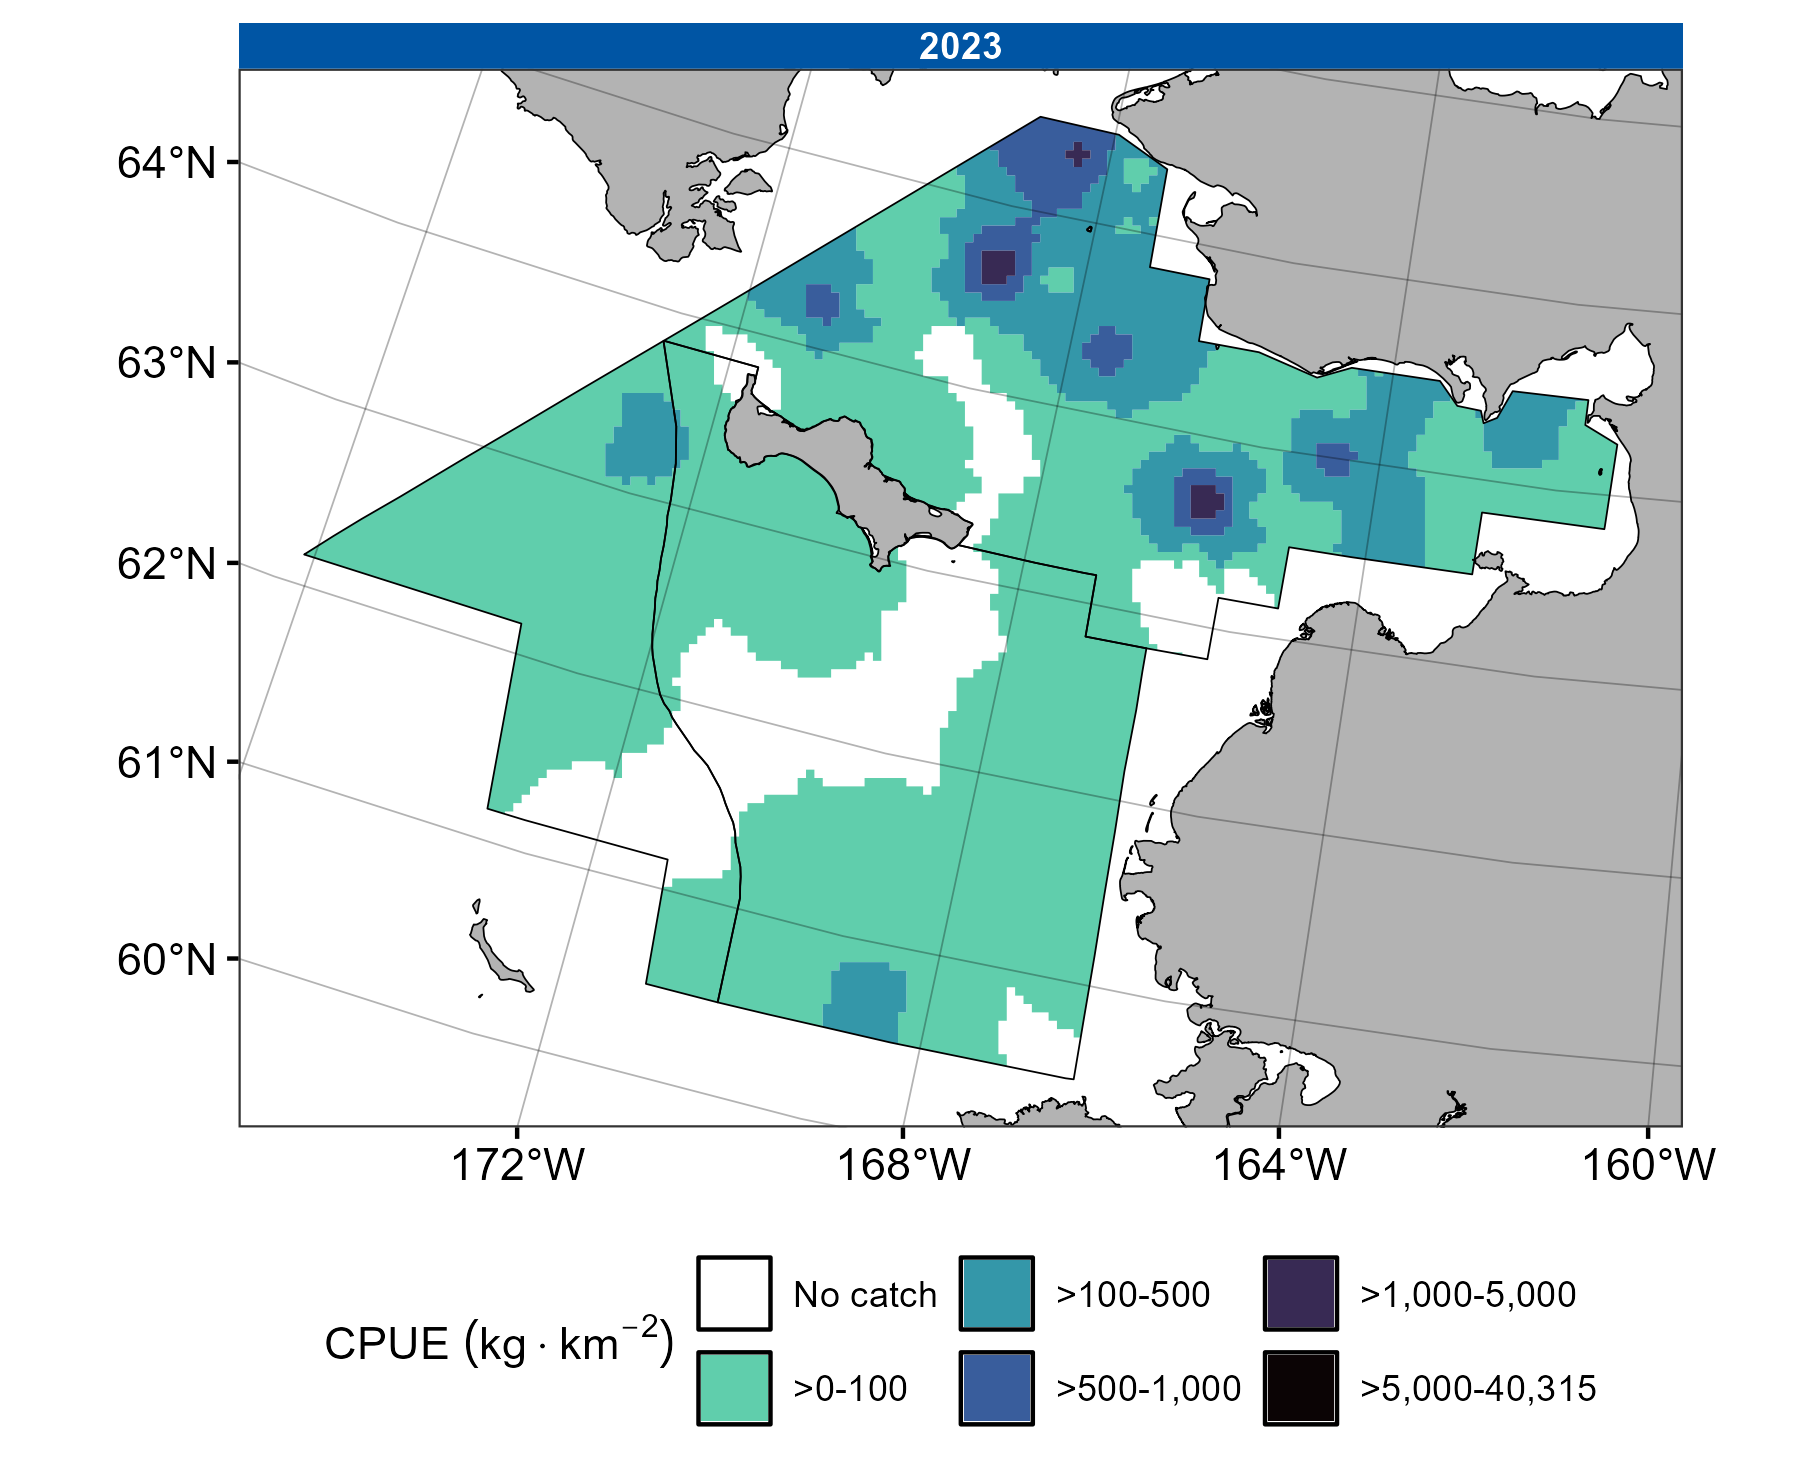 2023
64°N
63°N
62°N
61°N
60°N
172°W 168°W 164°W 160°W
CPUE (kg · km⁻²)
No catch >100-500 >1,000-5,000
>0-100 >500-1,000 >5,000-40,315